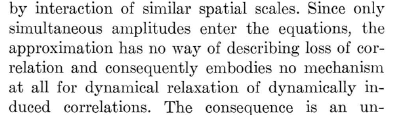 by interaction of similar spatial scales. Since only
simultaneous amplitudes enter the equations, the
approximation has no way of describing loss of cor-
relation and consequently embodies no mechanism
at all for dynamical relaxation of dynamically in-
duced correlations. The consequence is an un-